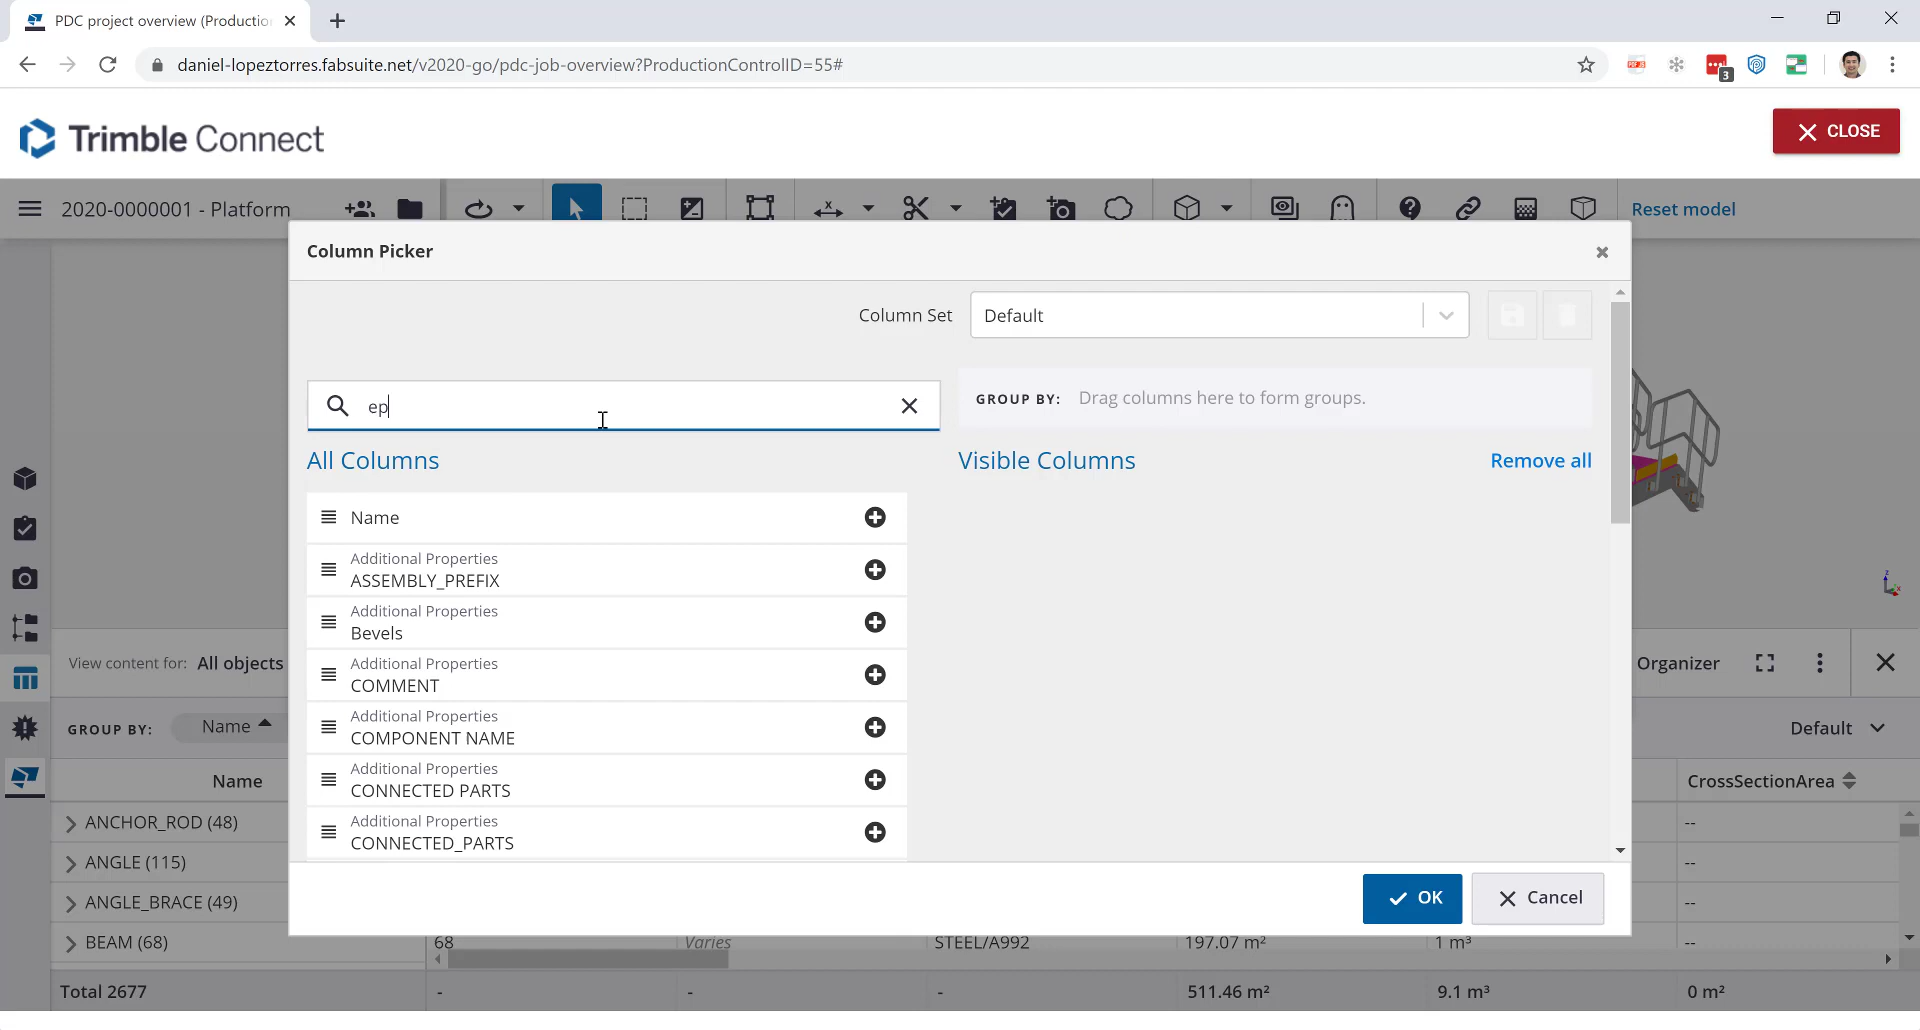 PDC project overview (Productio
daniel-lopeztorres.fabsuite.net/v2020-go/pdc-job-overview?ProductionControlID=55#
3
Trimble Connect
CLOSE
2020-0000001 - Platform
Reset model
Column Picker
Column Set
Default
ep
GROUP BY: Drag columns here to form groups.
All Columns
Visible Columns
Remove all
Name
Additional Properties
ASSEMBLY_PREFIX
Additional Properties
Bevels
Additional Properties
COMMENT
Additional Properties
COMPONENT NAME
Additional Properties
CONNECTED PARTS
Additional Properties
CONNECTED_PARTS
OK
Cancel
View content for: All objects
Organizer
GROUP BY: Name
Default
Name
CrossSectionArea
ANCHOR_ROD (48)
--
ANGLE (115)
--
ANGLE_BRACE (49)
--
BEAM (68) 68 Varies STEEL/A992 197.07 m² 1 m³ --
Total 2677 - - - 511.46 m² 9.1 m³ 0 m²